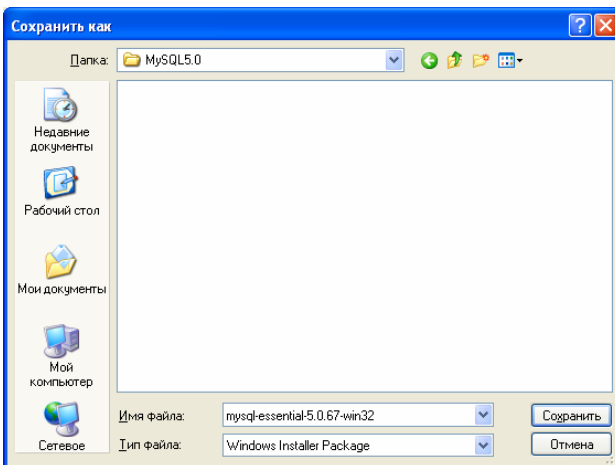 Сохранить как
Папка: MySQL5.0
Недавние
документы
Рабочий стол
Мои документы
Мой
компьютер
Сетевое
Имя файла: mysql-essential-5.0.67-win32 Сохранить
Тип файла: Windows Installer Package Отмена